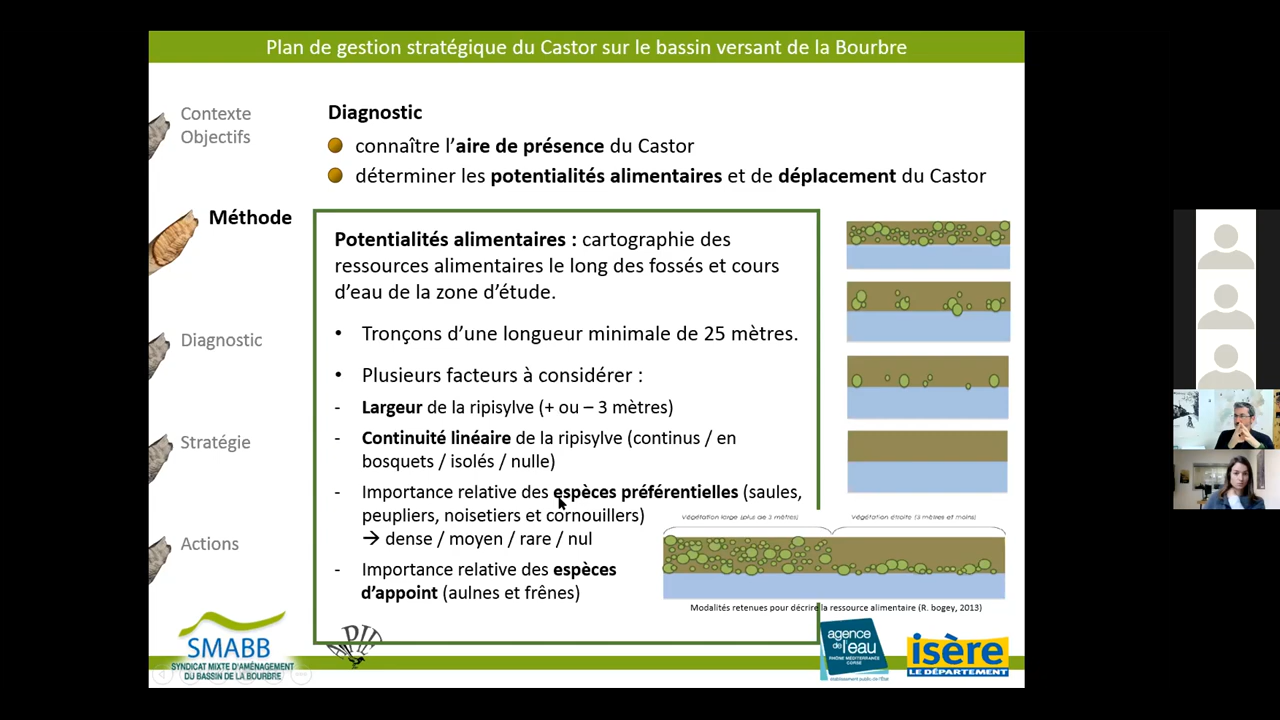 Plan de gestion stratégique du Castor sur le bassin versant de la Bourbre
Contexte
Objectifs
Méthode
Diagnostic
Stratégie
Actions
Diagnostic
connaître l'aire de présence du Castor
déterminer les potentialités alimentaires et de déplacement du Castor
Potentialités alimentaires : cartographie des
ressources alimentaires le long des fossés et cours
d'eau de la zone d'étude.
• Tronçons d'une longueur minimale de 25 mètres.
• Plusieurs facteurs à considérer :
- Largeur de la ripisylve (+ ou – 3 mètres)
- Continuité linéaire de la ripisylve (continus / en
bosquets / isolés / nulle)
- Importance relative des espèces préférentielles (saules,
peupliers, noisetiers et cornouillers)
→ dense / moyen / rare / nul
- Importance relative des espèces
d'appoint (aulnes et frênes)
Végétation large (plus de 3 mètres)
Végétation étroite (3 mètres et moins)
Modalités retenues pour décrire la ressource alimentaire (R. bogey, 2013)
SMABB
SYNDICAT MIXTE D'AMÉNAGEMENT
DU BASSIN DE LA BOURBRE
agence
de l'eau
RHÔNE MÉDITERRANÉE
CORSE
établissement public de l'État
isère
LE DÉPARTEMENT